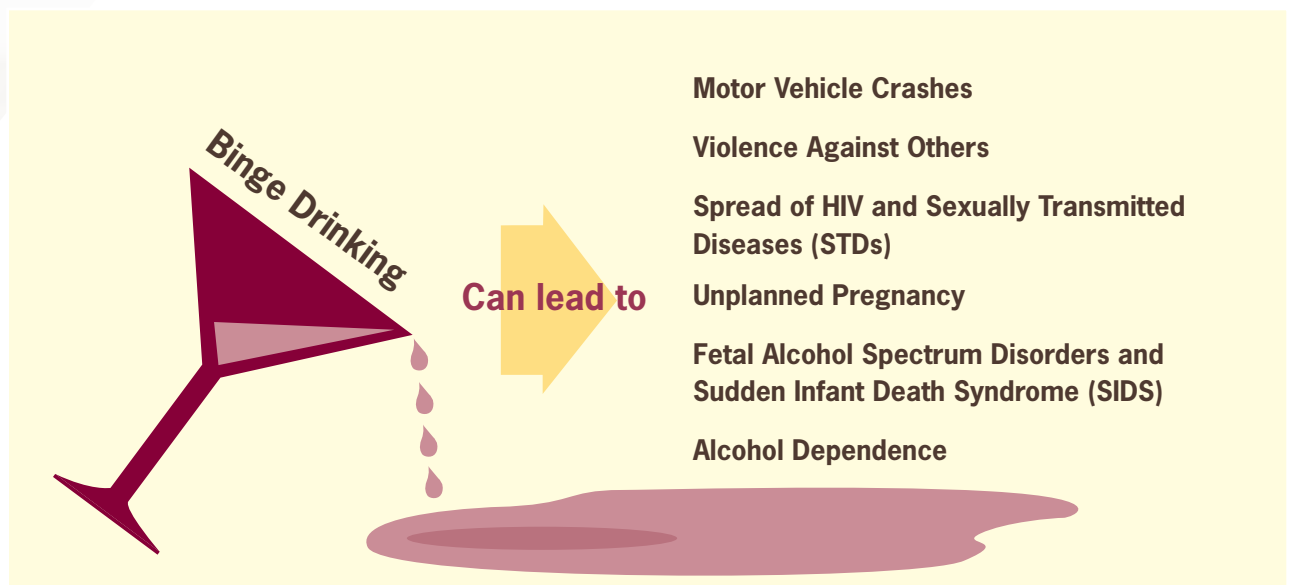 Binge Drinking
Can lead to
Motor Vehicle Crashes
Violence Against Others
Spread of HIV and Sexually Transmitted
Diseases (STDs)
Unplanned Pregnancy
Fetal Alcohol Spectrum Disorders and
Sudden Infant Death Syndrome (SIDS)
Alcohol Dependence